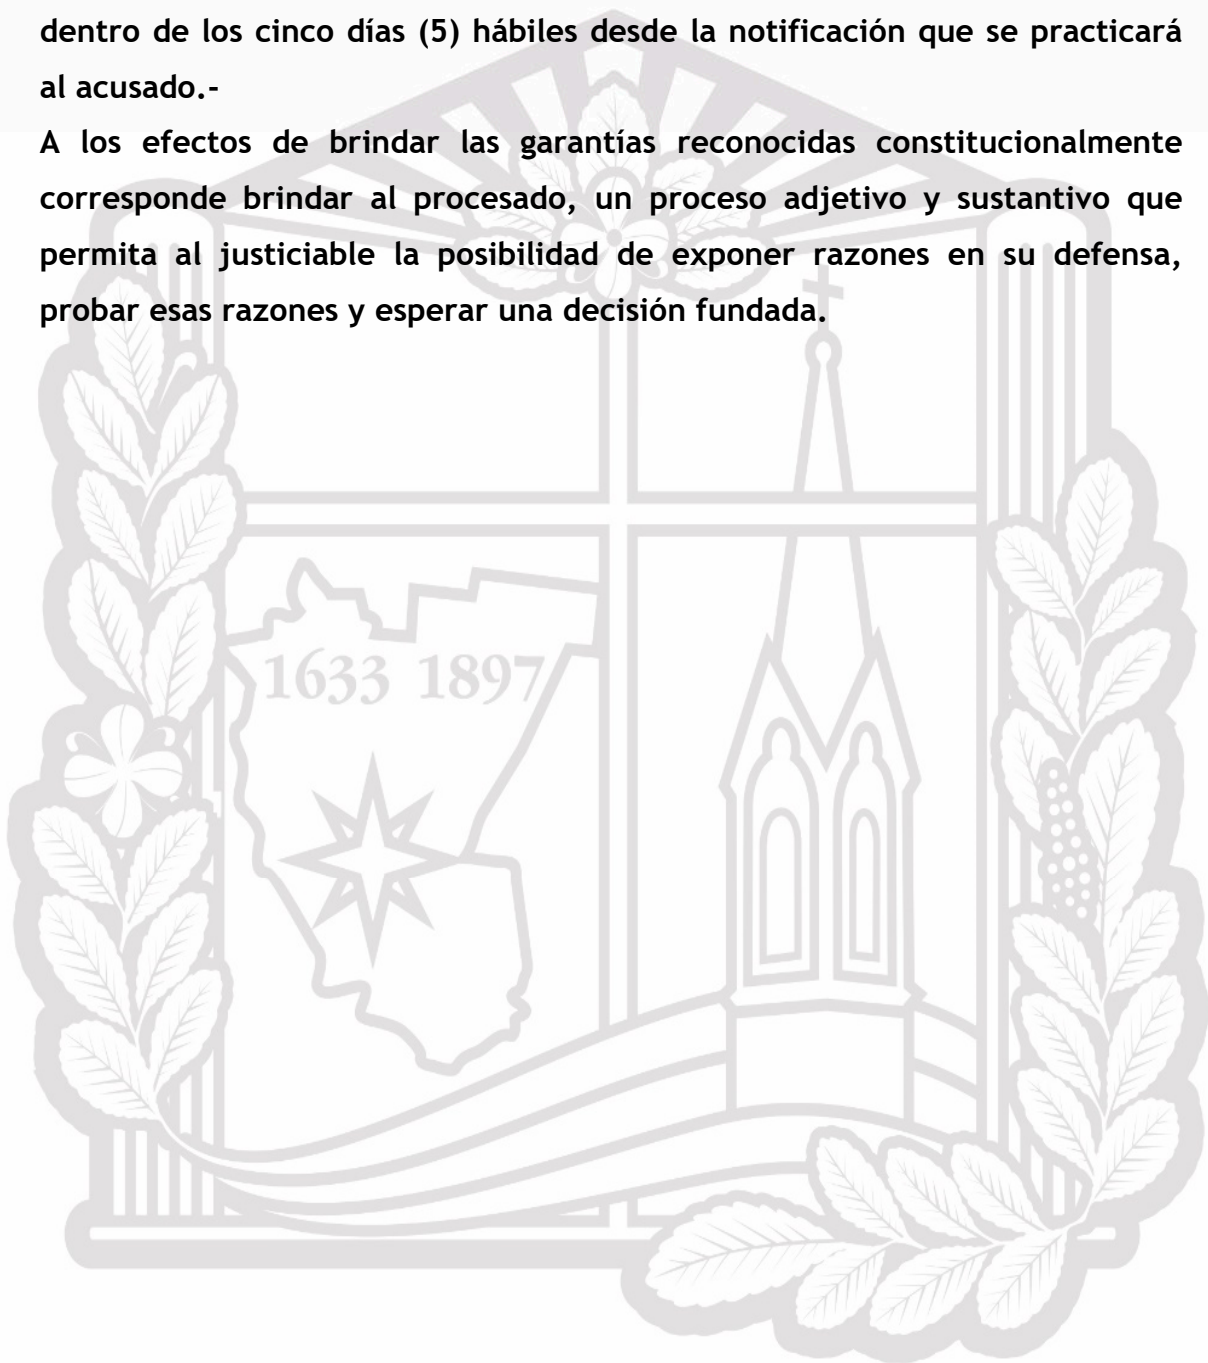 dentro de los cinco días (5) hábiles desde la notificación que se practicará
al acusado.-
A los efectos de brindar las garantías reconocidas constitucionalmente
corresponde brindar al procesado, un proceso adjetivo y sustantivo que
permita al justiciable la posibilidad de exponer razones en su defensa,
probar esas razones y esperar una decisión fundada.
1633 1897